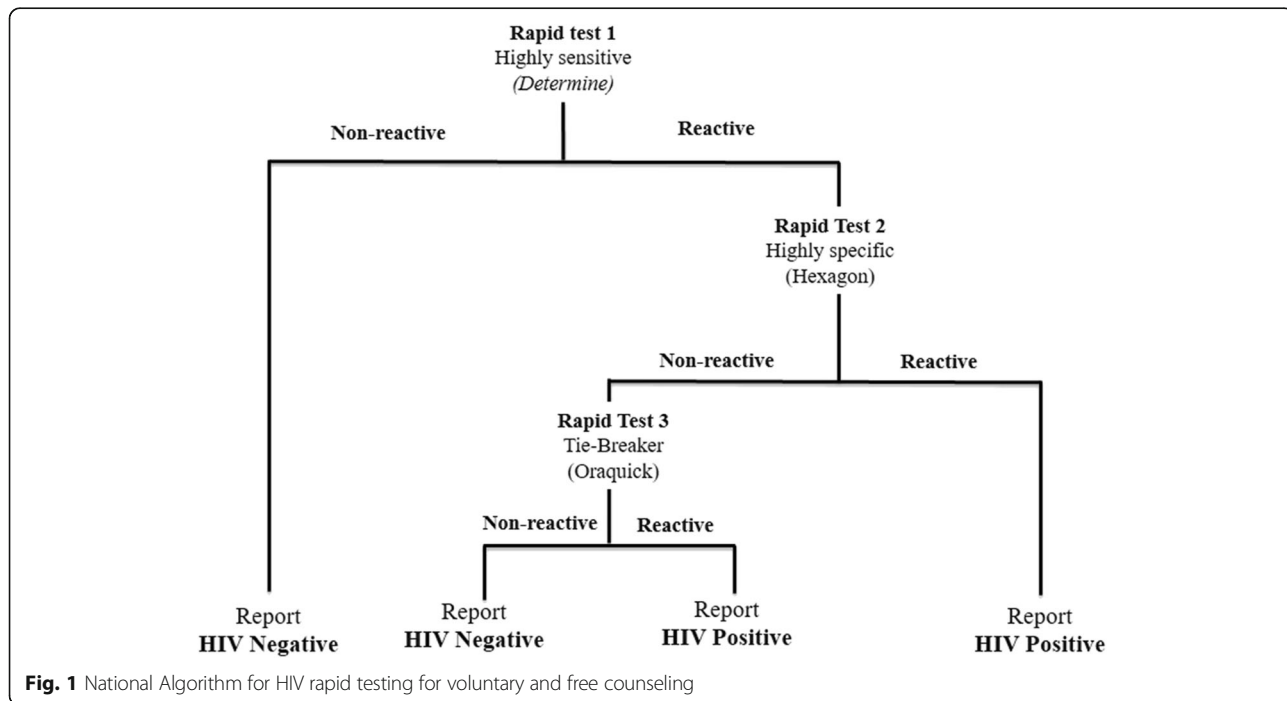 Rapid test 1
Highly sensitive
(Determine)
Non-reactive
Reactive
Rapid Test 2
Highly specific
(Hexagon)
Non-reactive
Reactive
Rapid Test 3
Tie-Breaker
(Oraquick)
Non-reactive
Reactive
Report
HIV Negative
Report
HIV Negative
Report
HIV Positive
Report
HIV Positive
Fig. 1 National Algorithm for HIV rapid testing for voluntary and free counseling